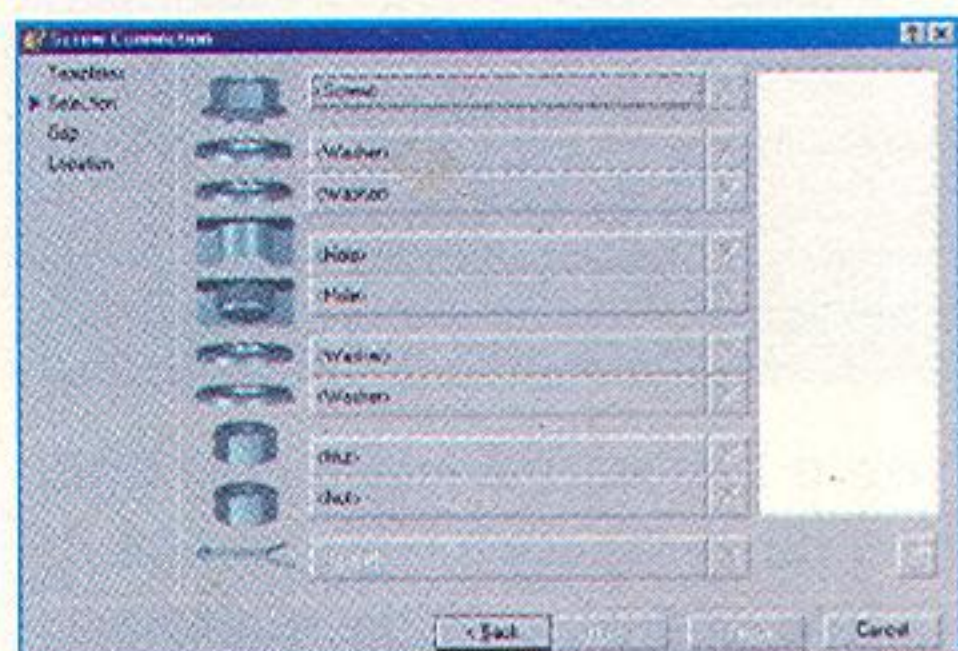 Screw Connection
Templates
Selection
Gap
Location
<Screw>
<Washer>
<Washer>
<Hole>
<Hole>
<Washer>
<Washer>
<Nut>
<Nut>
< Back
Cancel